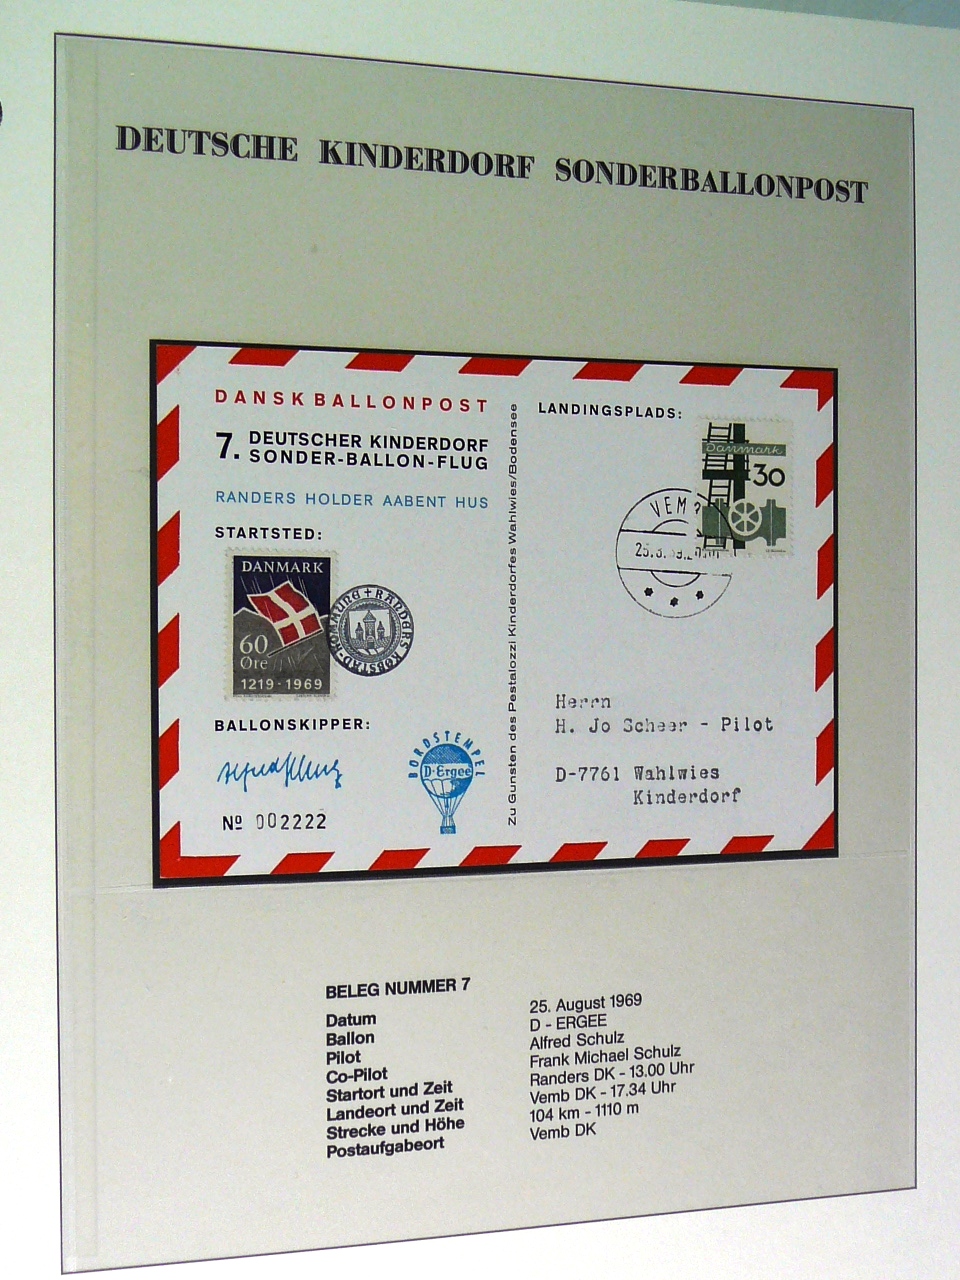 DEUTSCHE KINDERDORF SONDERBALLONPOST
DANSK BALLONPOST
7. DEUTSCHER KINDERDORF
SONDER-BALLON-FLUG
RANDERS HOLDER AABENT HUS
STARTSTED:
DANMARK
60
Øre
1219 · 1969
KOMMUNE + RANDERS KØBSTAD
BALLONSKIPPER:
Nº 002222
BORDSTEMPEL
D-Ergee
Zu Gunsten des Pestalozzi Kinderdorfes Wahlwies/Bodensee
LANDINGSPLADS:
Danmark
30
VEMB
Herrn
H. Jo Scheer - Pilot
D-7761 Wahlwies
Kinderdorf
BELEG NUMMER 7
Datum 25. August 1969
Ballon D - ERGEE
Pilot Alfred Schulz
Co-Pilot Frank Michael Schulz
Startort und Zeit Randers DK - 13.00 Uhr
Landeort und Zeit Vemb DK - 17.34 Uhr
Strecke und Höhe 104 km - 1110 m
Postaufgabeort Vemb DK